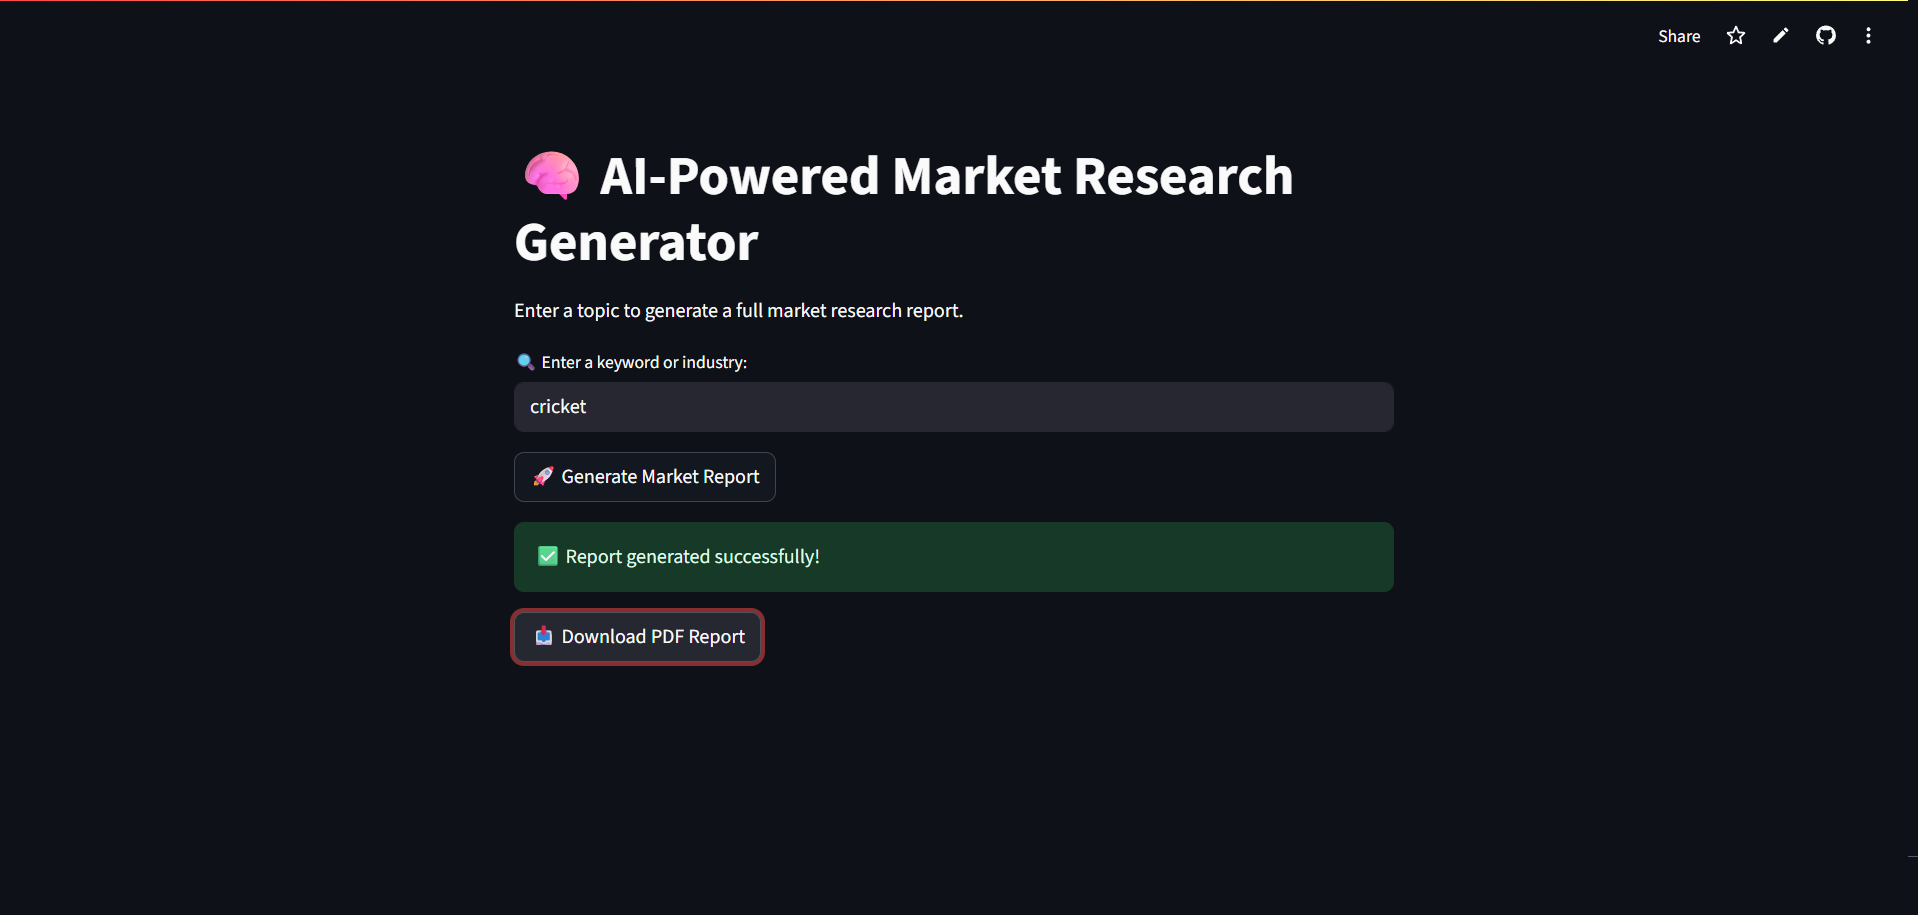 Share
🧠 AI-Powered Market Research
Generator
Enter a topic to generate a full market research report.
🔍 Enter a keyword or industry:
cricket
🚀 Generate Market Report
✅ Report generated successfully!
📥 Download PDF Report